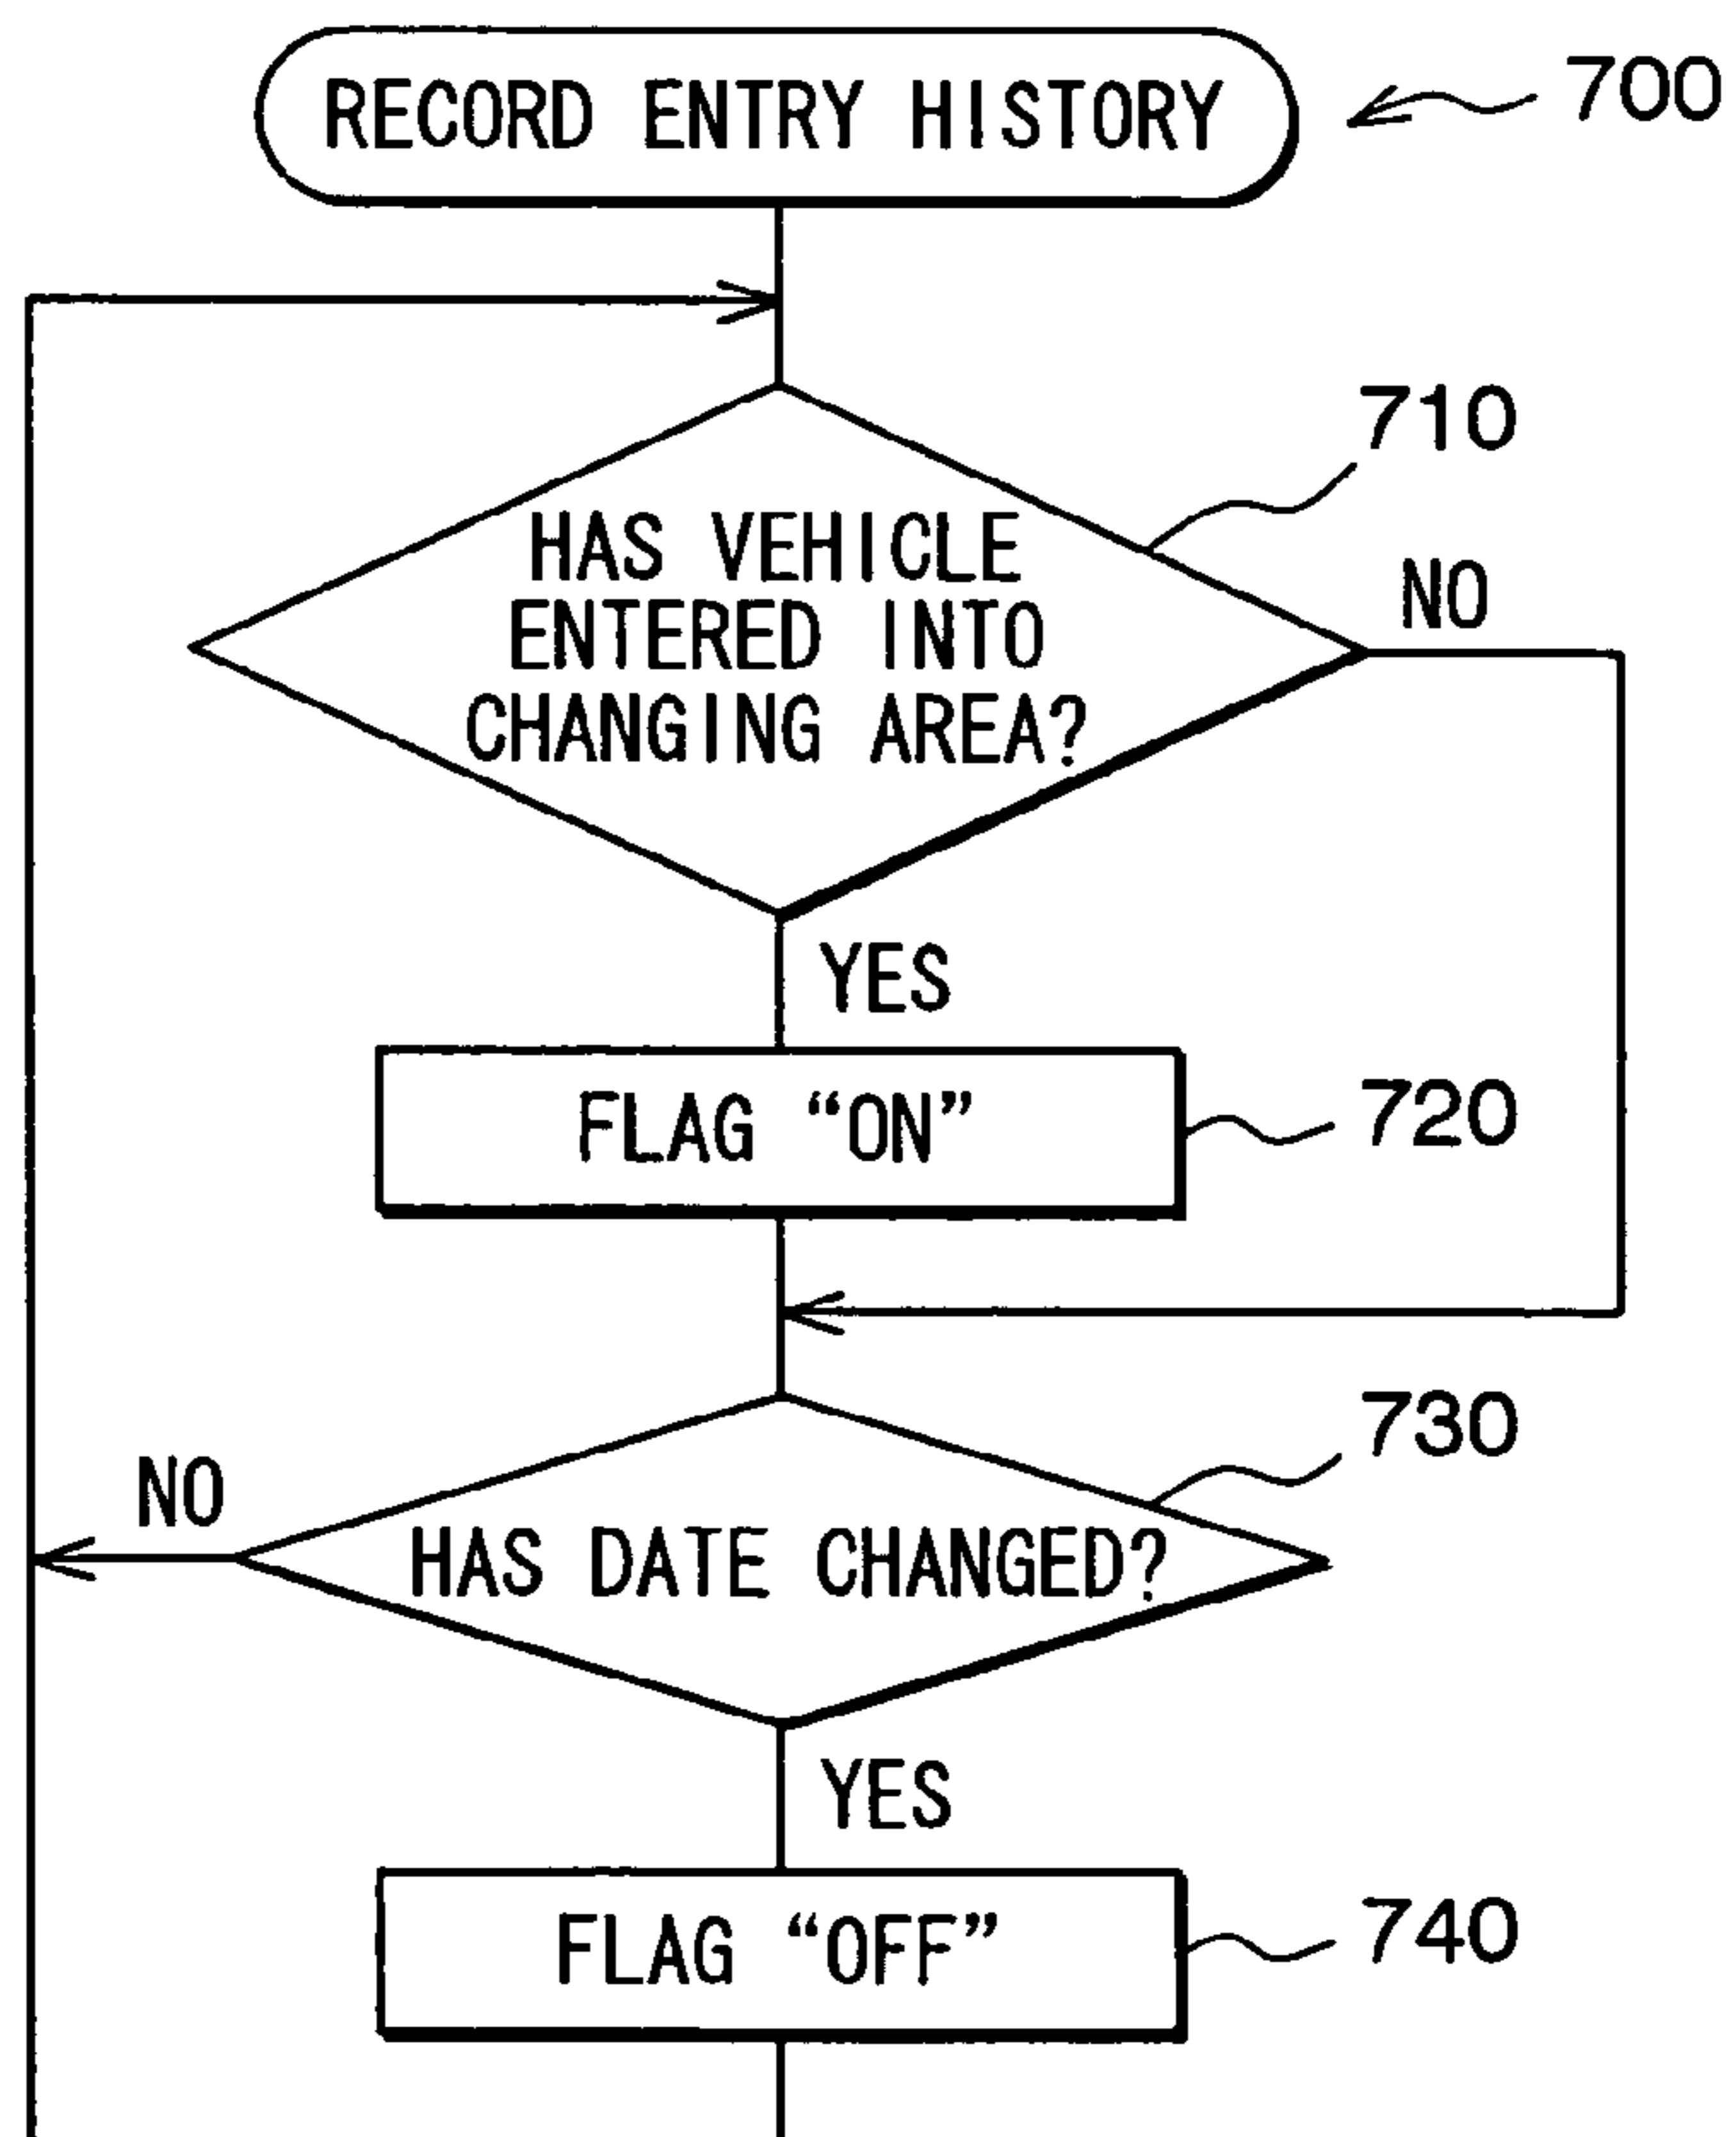 RECORD ENTRY HISTORY
700
710
HAS VEHICLE
ENTERED INTO
CHANGING AREA?
NO
YES
FLAG “ON”
720
730
NO
HAS DATE CHANGED?
YES
FLAG “OFF”
740